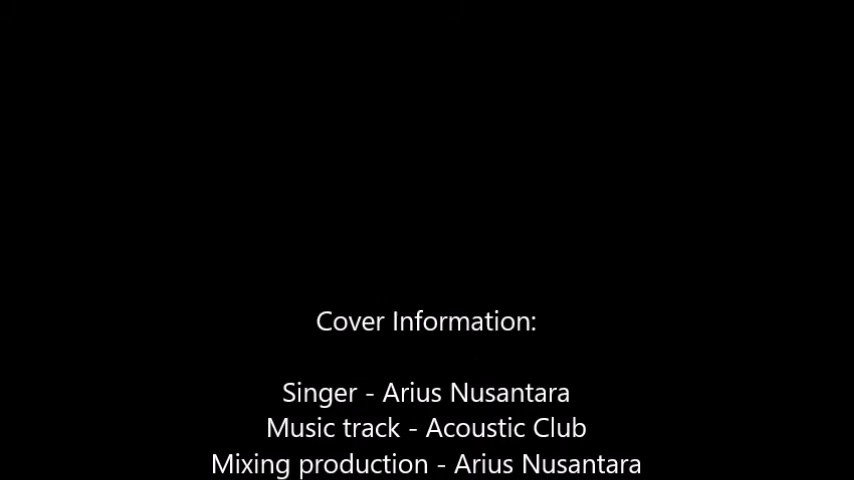 Cover Information:
Singer - Arius Nusantara
Music track - Acoustic Club
Mixing production - Arius Nusantara